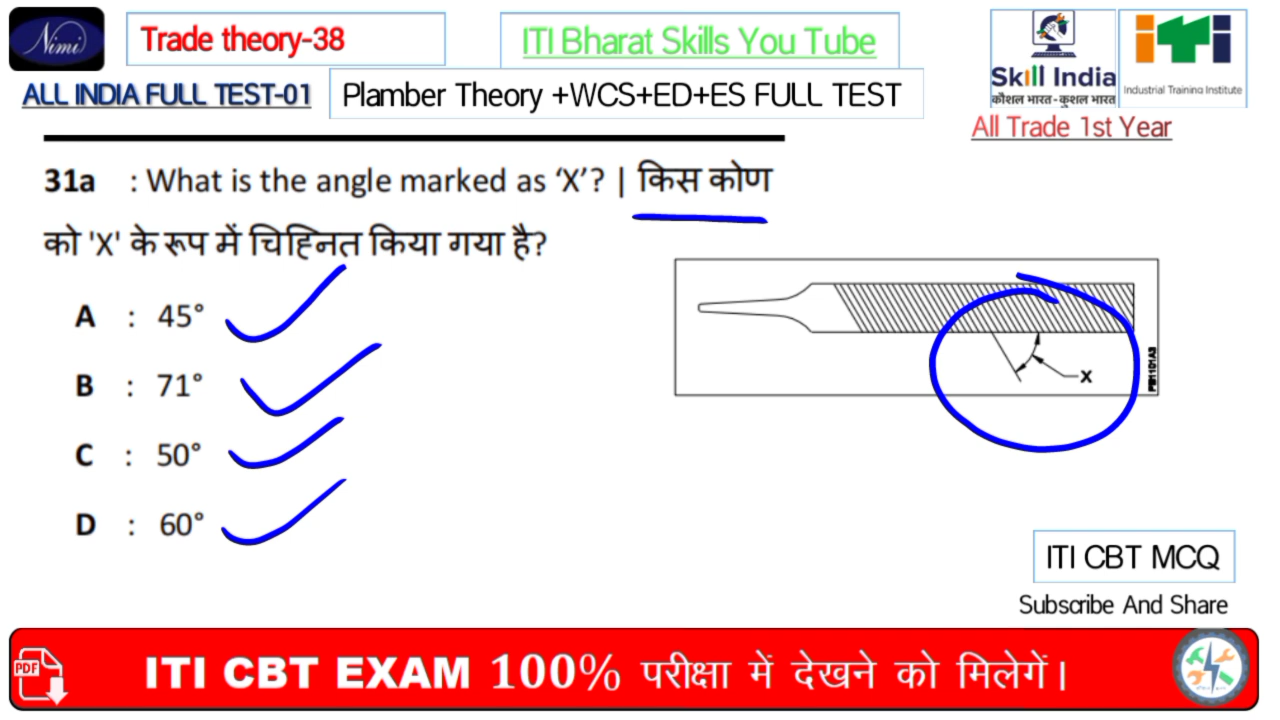 Nimi
Trade theory-38
ITI Bharat Skills You Tube
Skill India
कौशल भारत-कुशल भारत
iTi
Industrial Training Institute
ALL INDIA FULL TEST-01
Plamber Theory +WCS+ED+ES FULL TEST
All Trade 1st Year
31a : What is the angle marked as ‘X’? | किस कोण
को 'X' के रूप में चिह्नित किया गया है?
A : 45°
B : 71°
C : 50°
D : 60°
X
PB1101A3
ITI CBT MCQ
Subscribe And Share
PDF
ITI CBT EXAM 100% परीक्षा में देखने को मिलेगें।